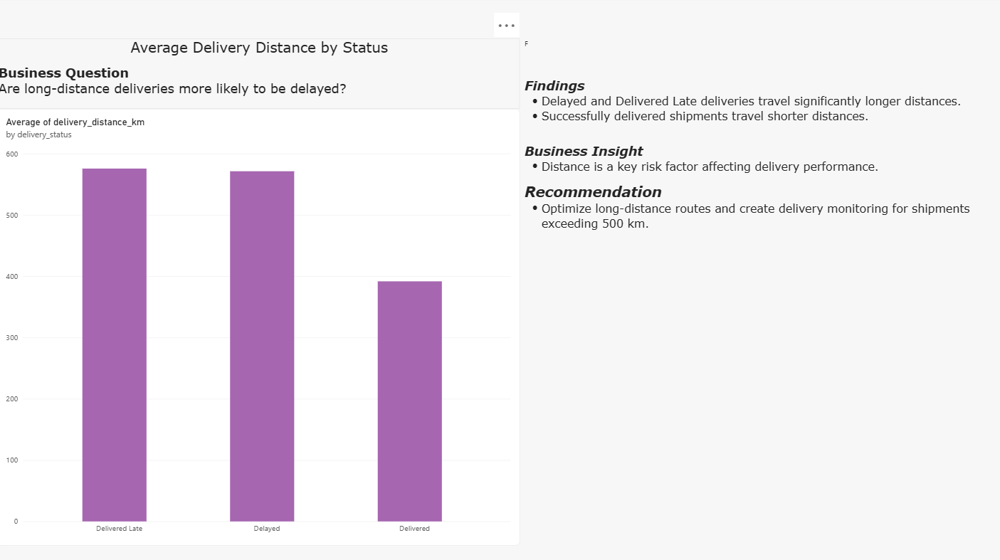 Average Delivery Distance by Status
Business Question
Are long-distance deliveries more likely to be delayed?
Average of delivery_distance_km
by delivery_status
600
500
400
300
200
100
0
Delivered Late
Delayed
Delivered
F
Findings
• Delayed and Delivered Late deliveries travel significantly longer distances.
• Successfully delivered shipments travel shorter distances.
Business Insight
• Distance is a key risk factor affecting delivery performance.
Recommendation
• Optimize long-distance routes and create delivery monitoring for shipments
exceeding 500 km.